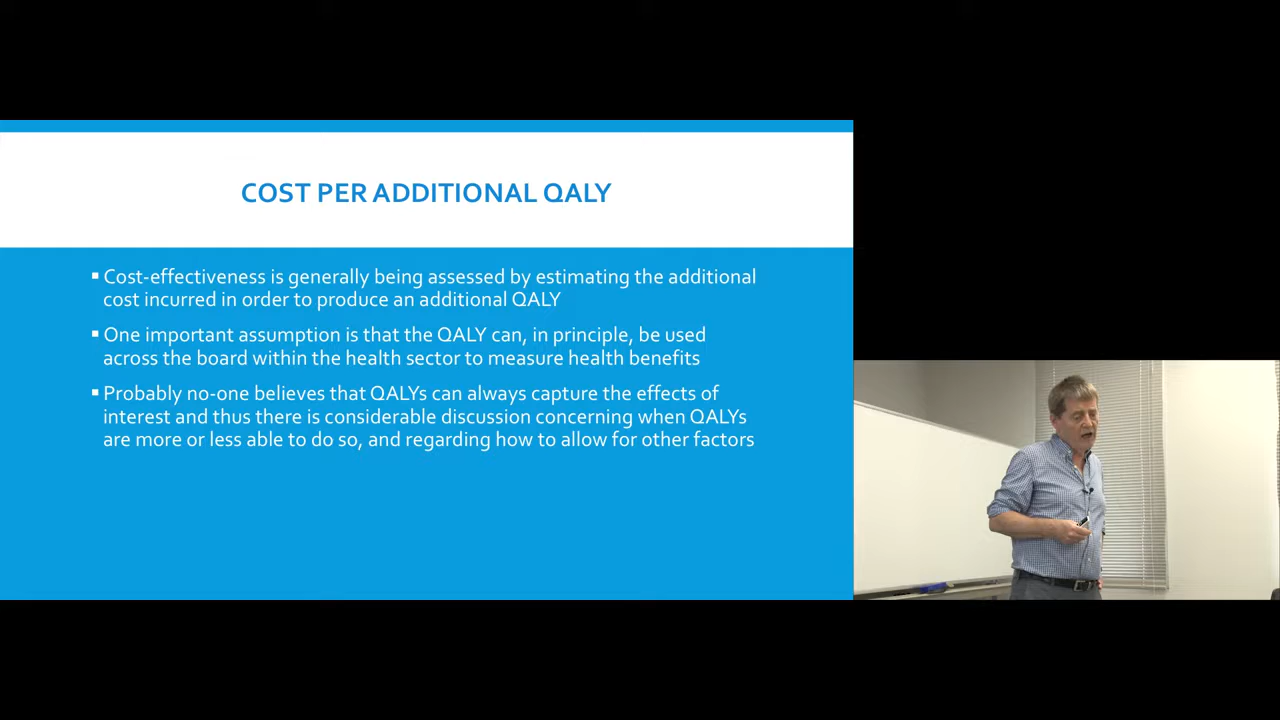 COST PER ADDITIONAL QALY
Cost-effectiveness is generally being assessed by estimating the additional
cost incurred in order to produce an additional QALY
One important assumption is that the QALY can, in principle, be used
across the board within the health sector to measure health benefits
Probably no-one believes that QALYs can always capture the effects of
interest and thus there is considerable discussion concerning when QALYs
are more or less able to do so, and regarding how to allow for other factors